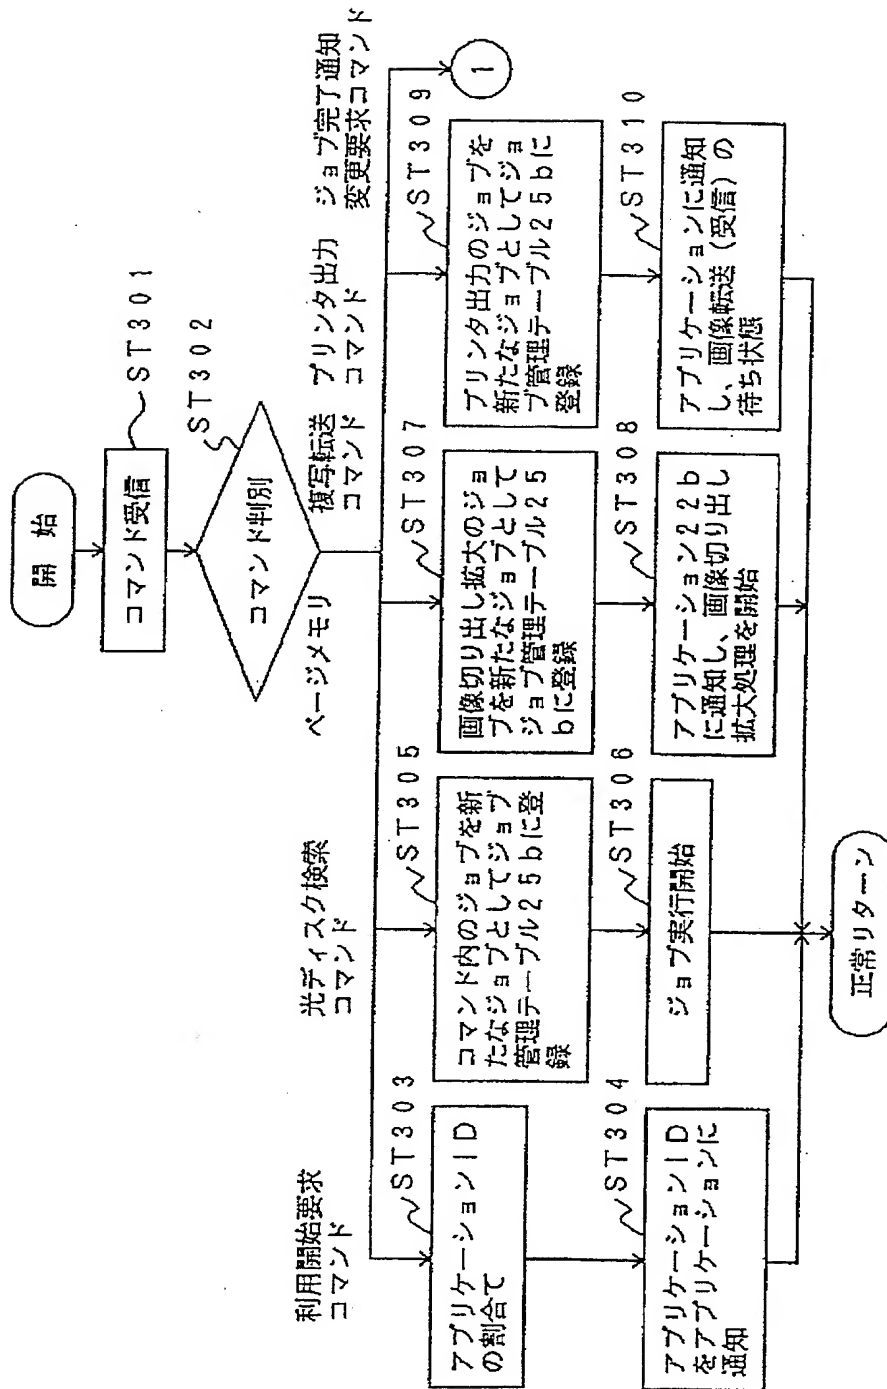 開 始
コマンド受信
ST301
コマンド判別
ST302
利用開始要求
コマンド
光ディスク検索
コマンド
ページメモリ
複写転送
コマンド
プリンタ出力
コマンド
ジョブ完了通知
変更要求コマンド
アプリケーションID
の割合て
ST303
コマンド内のジョブを新
たなジョブとしてジョブ
管理テーブル25bに登
録
ST305
画像切り出し拡大のジョ
ブを新たなジョブとして
ジョブ管理テーブル25
bに登録
ST307
プリンタ出力のジョブを
新たなジョブとしてジョ
ブ管理テーブル25bに
登録
ST309
1
アプリケーションID
をアプリケーションに
通知
ST304
ジョブ実行開始
ST306
アプリケーション22b
に通知し、画像切り出し
拡大処理を開始
ST308
アプリケーションに通知
し、画像転送(受信)の
待ち状態
ST310
正常リターン